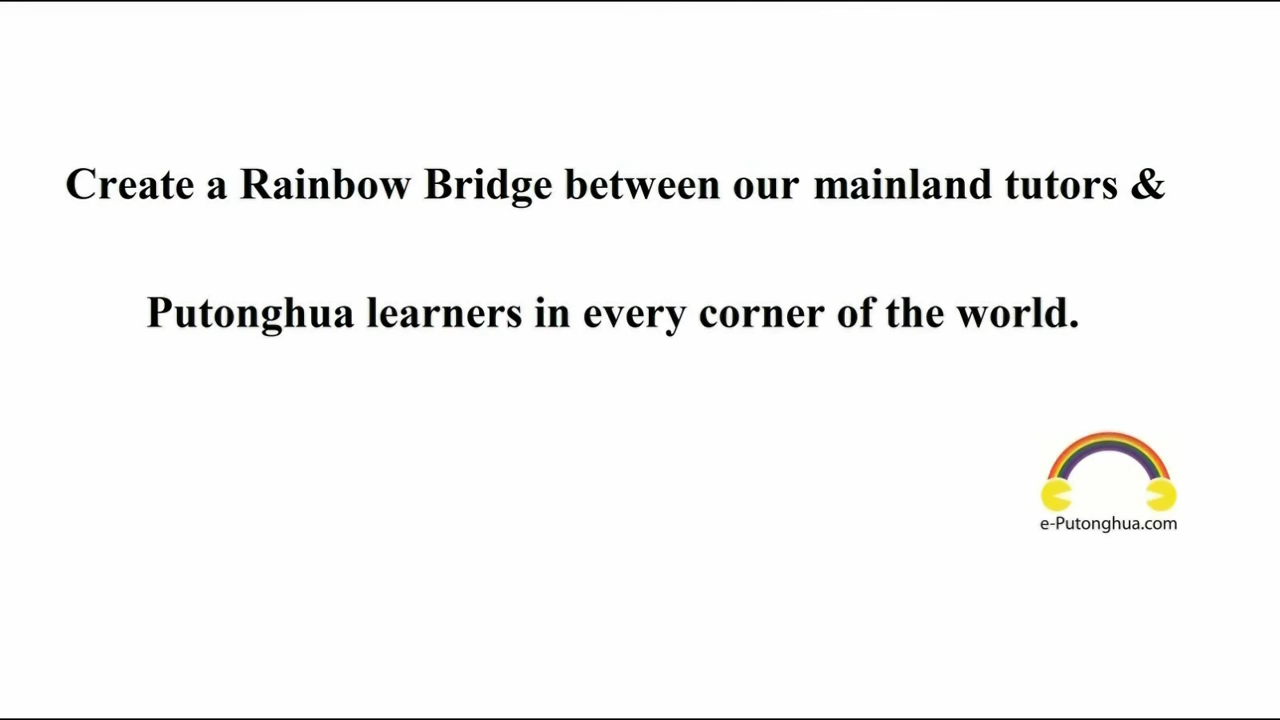 Create a Rainbow Bridge between our mainland tutors &
Putonghua learners in every corner of the world.
e-Putonghua.com